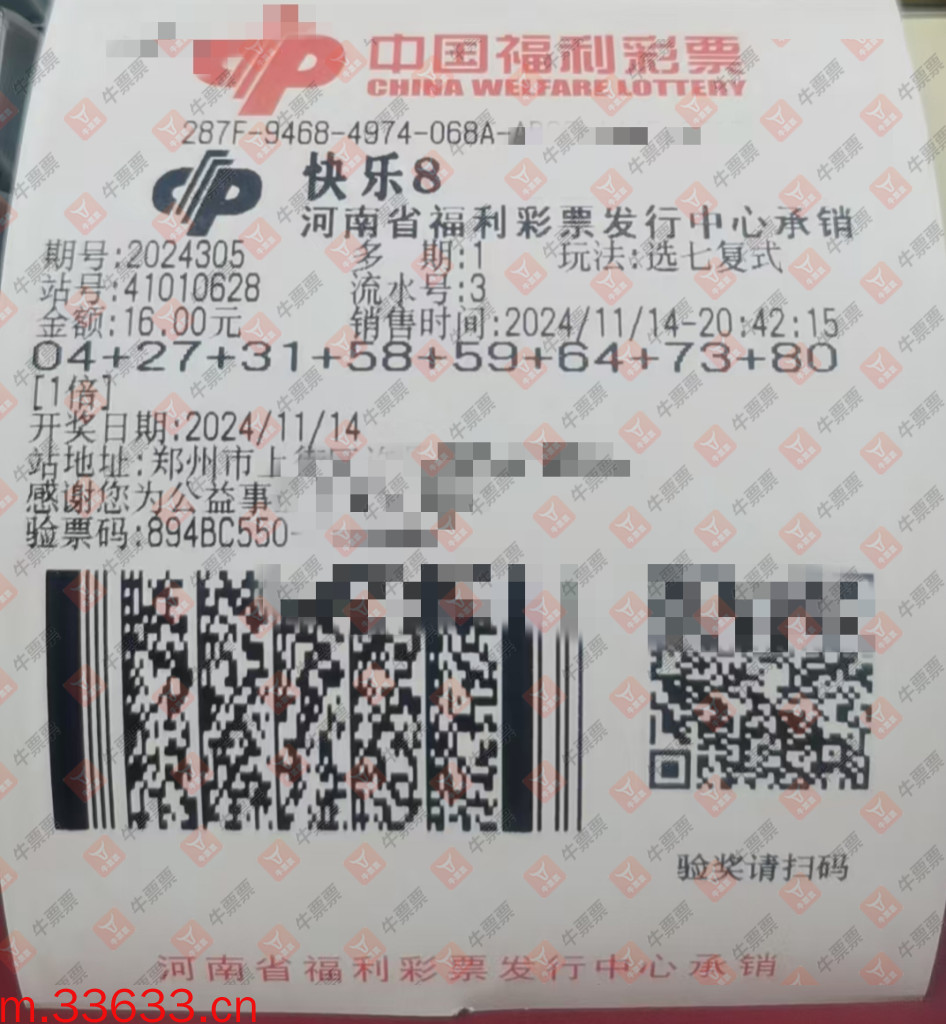 中国福利彩票
CHINA WELFARE LOTTERY
287F-9468-4974-068A-
快乐8
河南省福利彩票发行中心承销
期号:2024305 多 期:1 玩法:选七复式
站号:41010628 流水号:3
金额:16.00元 销售时间:2024/11/14-20:42:15
04+27+31+58+59+64+73+80
[1倍]
开奖日期:2024/11/14
站地址:郑州市上
感谢您为公益事
验票码:894BC550-
验奖请扫码
河南省福利彩票发行中心承销
m.33633.cn
牛票票